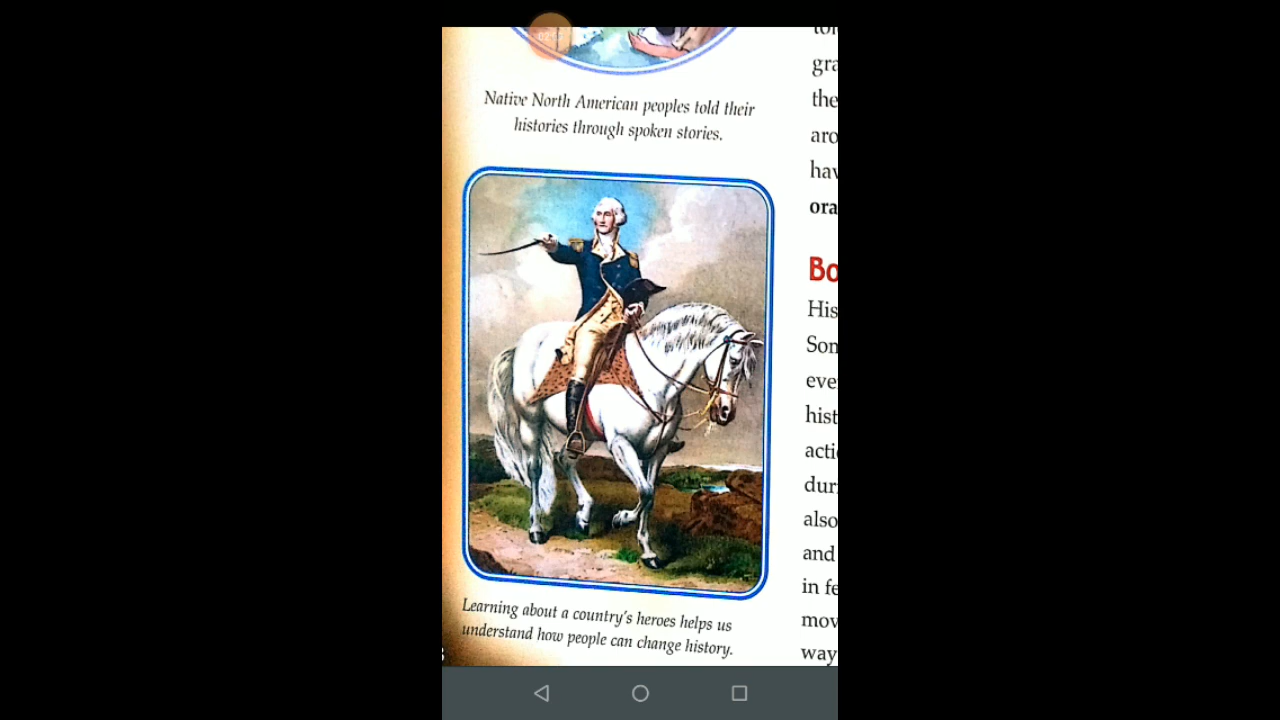 Native North American peoples told their
histories through spoken stories.
Learning about a country's heroes helps us
understand how people can change history.
gra
the
aro
hav
ora
Bo
His
Som
eve
hist
acti
duri
also
and
in fe
mov
way